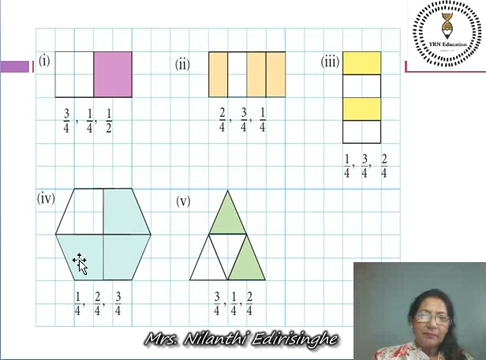 YRN Education
(i)
(ii)
(iii)
3/4, 1/4, 1/2
2/4, 3/4, 1/4
1/4, 3/4, 2/4
(iv)
(v)
1/4, 2/4, 3/4
3/4, 1/4, 2/4
Mrs. Nilanthi Edirisinghe